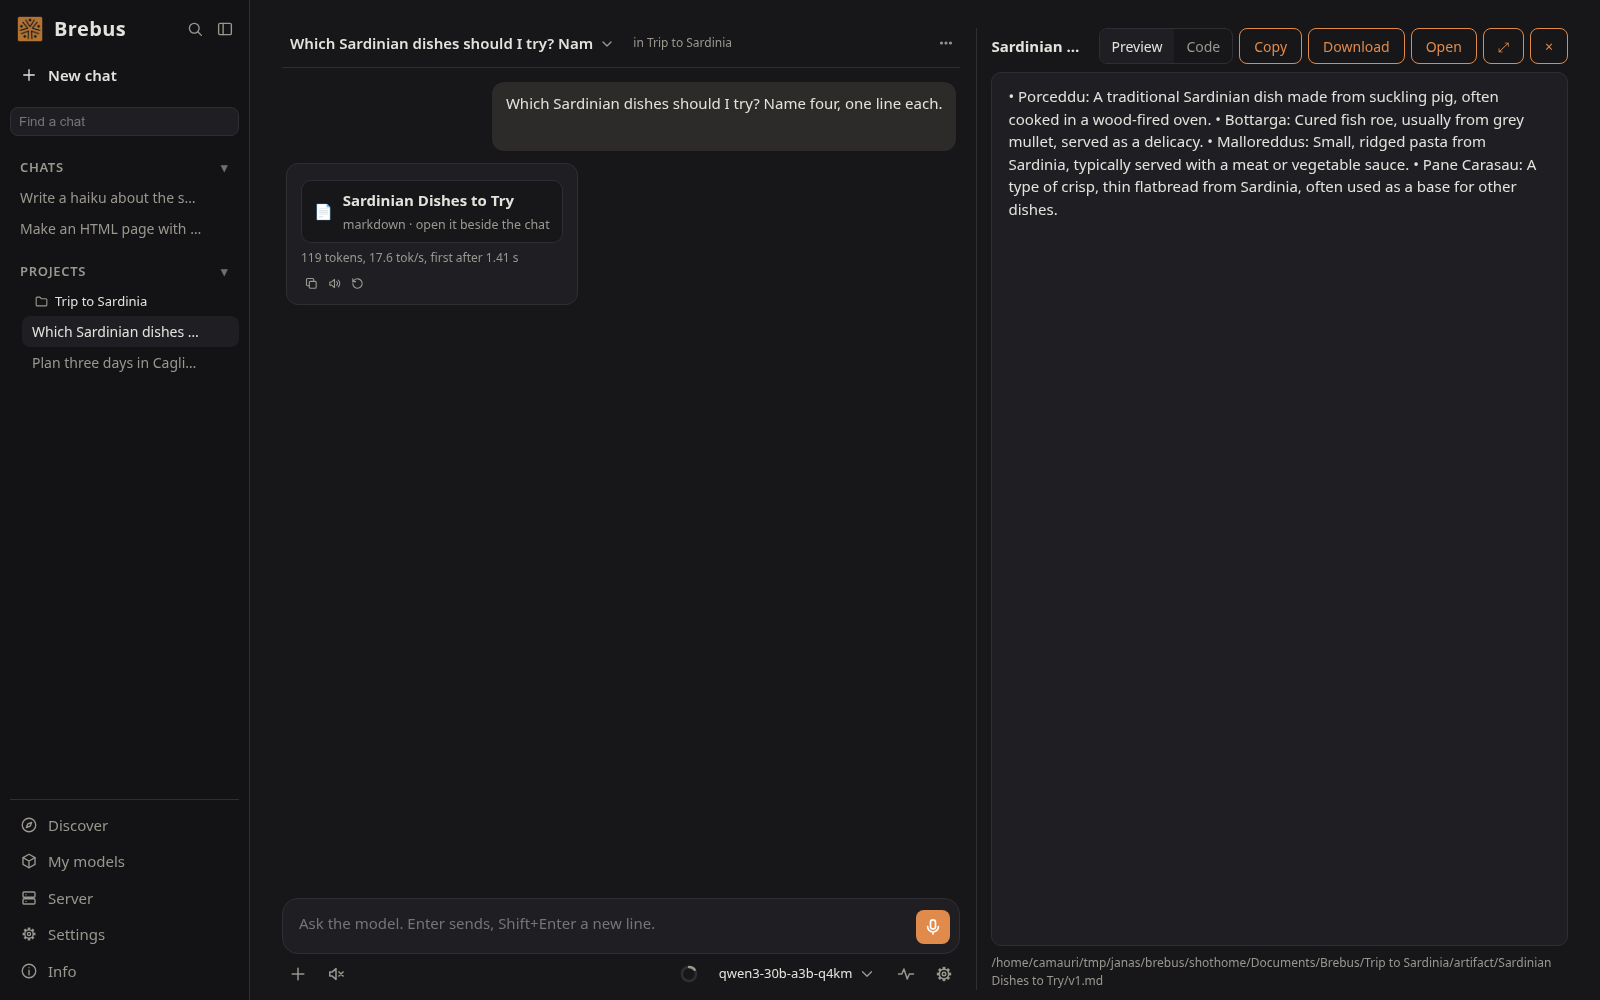 Brebus
New chat
Find a chat
CHATS
Write a haiku about the s...
Make an HTML page with ...
PROJECTS
Trip to Sardinia
Which Sardinian dishes ...
Plan three days in Cagli...
Discover
My models
Server
Settings
Info
Which Sardinian dishes should I try? Nam
in Trip to Sardinia
Which Sardinian dishes should I try? Name four, one line each.
Sardinian Dishes to Try
markdown · open it beside the chat
119 tokens, 17.6 tok/s, first after 1.41 s
Ask the model. Enter sends, Shift+Enter a new line.
qwen3-30b-a3b-q4km
Sardinian ...
Preview
Code
Copy
Download
Open
• Porceddu: A traditional Sardinian dish made from suckling pig, often
cooked in a wood-fired oven. • Bottarga: Cured fish roe, usually from grey
mullet, served as a delicacy. • Malloreddus: Small, ridged pasta from
Sardinia, typically served with a meat or vegetable sauce. • Pane Carasau: A
type of crisp, thin flatbread from Sardinia, often used as a base for other
dishes.
/home/camauri/tmp/janas/brebus/shothome/Documents/Brebus/Trip to Sardinia/artifact/Sardinian
Dishes to Try/v1.md